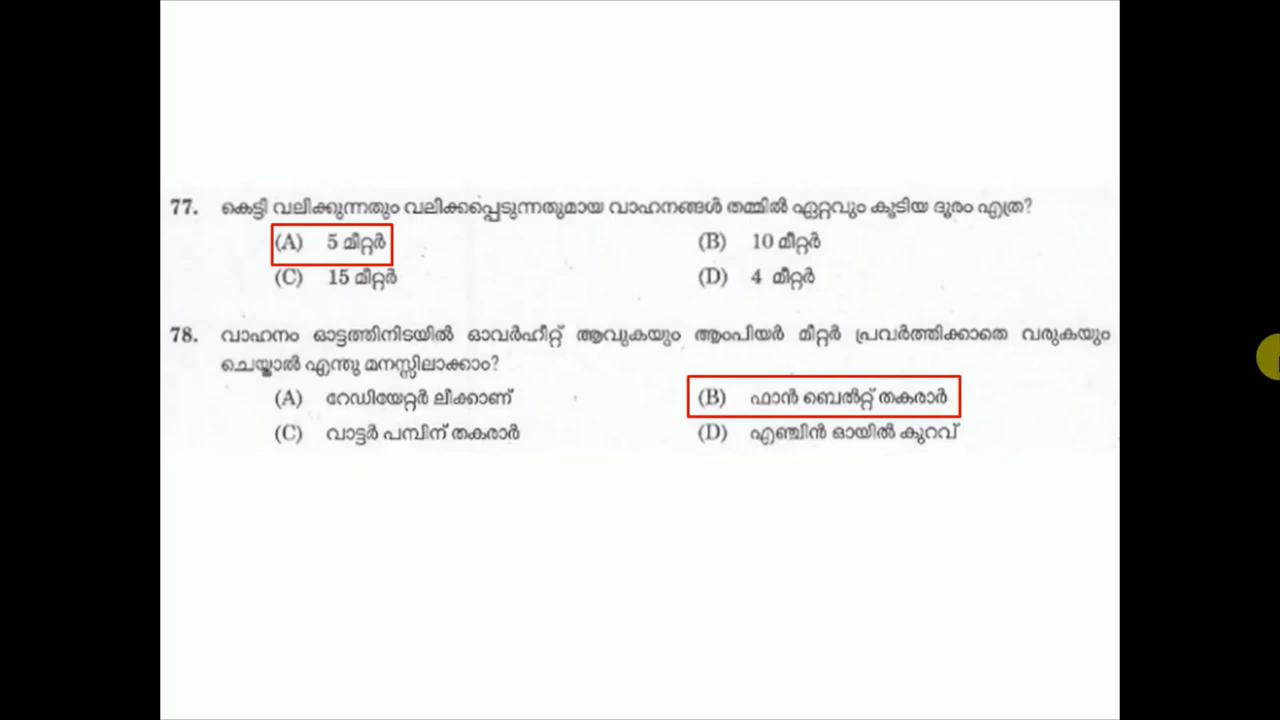 77. കെട്ടി വലിക്കുന്നതും വലിക്കപ്പെടുന്നതുമായ വാഹനങ്ങൾ തമ്മിൽ ഏറ്റവും കൂടിയ ദൂരം എത്ര?
(A) 5 മീറ്റർ (B) 10 മീറ്റർ
(C) 15 മീറ്റർ (D) 4 മീറ്റർ
78. വാഹനം ഓട്ടത്തിനിടയിൽ ഓവർഹീറ്റ് ആവുകയും ആംപിയർ മീറ്റർ പ്രവർത്തിക്കാതെ വരുകയും
ചെയ്താൽ എന്തു മനസ്സിലാക്കാം?
(A) റേഡിയേറ്റർ ലീക്കാണ് (B) ഫാൻ ബെൽറ്റ് തകരാർ
(C) വാട്ടർ പമ്പിന് തകരാർ (D) എഞ്ചിൻ ഓയിൽ കുറവ്